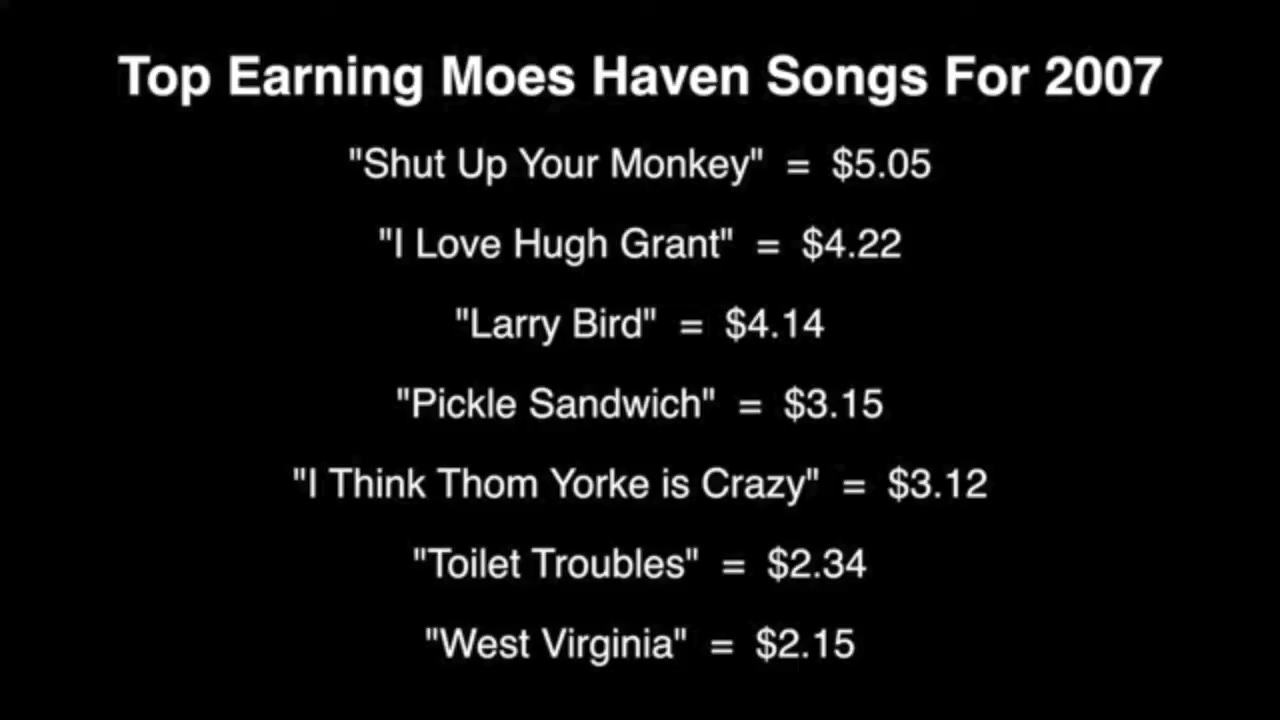 Top Earning Moes Haven Songs For 2007
"Shut Up Your Monkey" = $5.05
"I Love Hugh Grant" = $4.22
"Larry Bird" = $4.14
"Pickle Sandwich" = $3.15
"I Think Thom Yorke is Crazy" = $3.12
"Toilet Troubles" = $2.34
"West Virginia" = $2.15